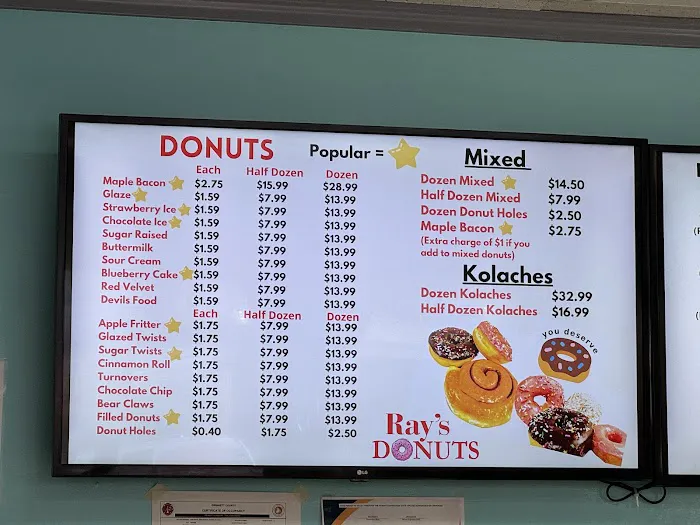 DONUTS Popular =
Each Half Dozen Dozen
Maple Bacon $2.75 $15.99 $28.99
Glaze $1.59 $7.99 $13.99
Strawberry Ice $1.59 $7.99 $13.99
Chocolate Ice $1.59 $7.99 $13.99
Sugar Raised $1.59 $7.99 $13.99
Buttermilk $1.59 $7.99 $13.99
Sour Cream $1.59 $7.99 $13.99
Blueberry Cake $1.59 $7.99 $13.99
Red Velvet $1.59 $7.99 $13.99
Devils Food $1.59 $7.99 $13.99
Each Half Dozen Dozen
Apple Fritter $1.75 $7.99 $13.99
Glazed Twists $1.75 $7.99 $13.99
Sugar Twists $1.75 $7.99 $13.99
Cinnamon Roll $1.75 $7.99 $13.99
Turnovers $1.75 $7.99 $13.99
Chocolate Chip $1.75 $7.99 $13.99
Bear Claws $1.75 $7.99 $13.99
Filled Donuts $1.75 $7.99 $13.99
Donut Holes $0.40 $1.75 $2.50
Mixed
Dozen Mixed $14.50
Half Dozen Mixed $7.99
Dozen Donut Holes $2.50
Maple Bacon $2.75
(Extra charge of $1 if you
add to mixed donuts)
Kolaches
Dozen Kolaches $32.99
Half Dozen Kolaches $16.99
you deserve
Ray's
DONUTS
LG